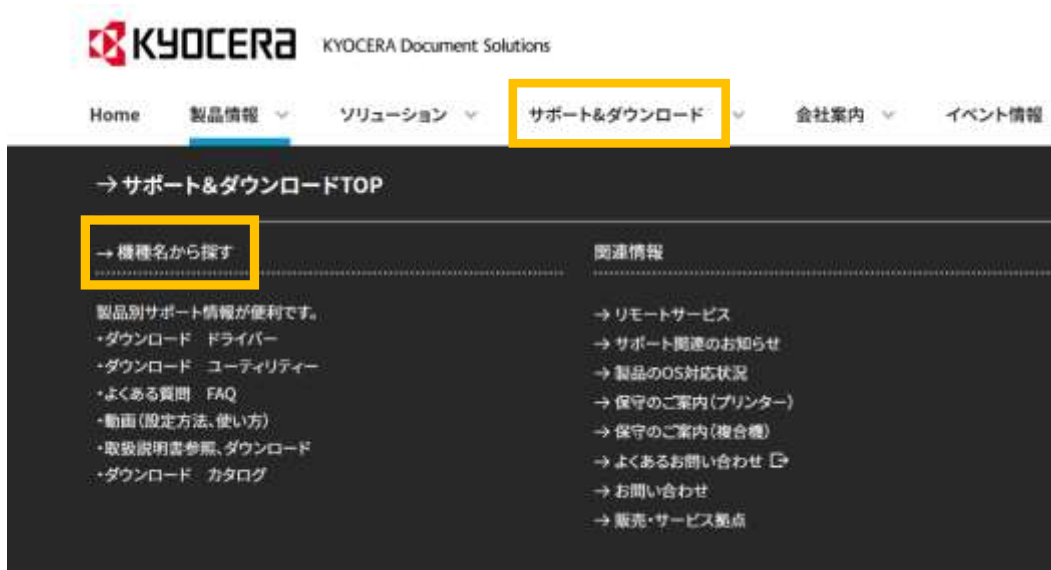 KYOCERA KYOCERA Document Solutions
Home 製品情報 ソリューション サポート&ダウンロード 会社案内 イベント情報
→サポート&ダウンロードTOP
→機種名から探す
製品別サポート情報が便利です。
・ダウンロード ドライバー
・ダウンロード ユーティリティー
・よくある質問 FAQ
・動画(設定方法、使い方)
・取扱説明書参照、ダウンロード
・ダウンロード カタログ
関連情報
→リモートサービス
→サポート関連のお知らせ
→製品のOS対応状況
→保守のご案内(プリンター)
→保守のご案内(複合機)
→よくあるお問い合わせ
→お問い合わせ
→販売・サービス拠点